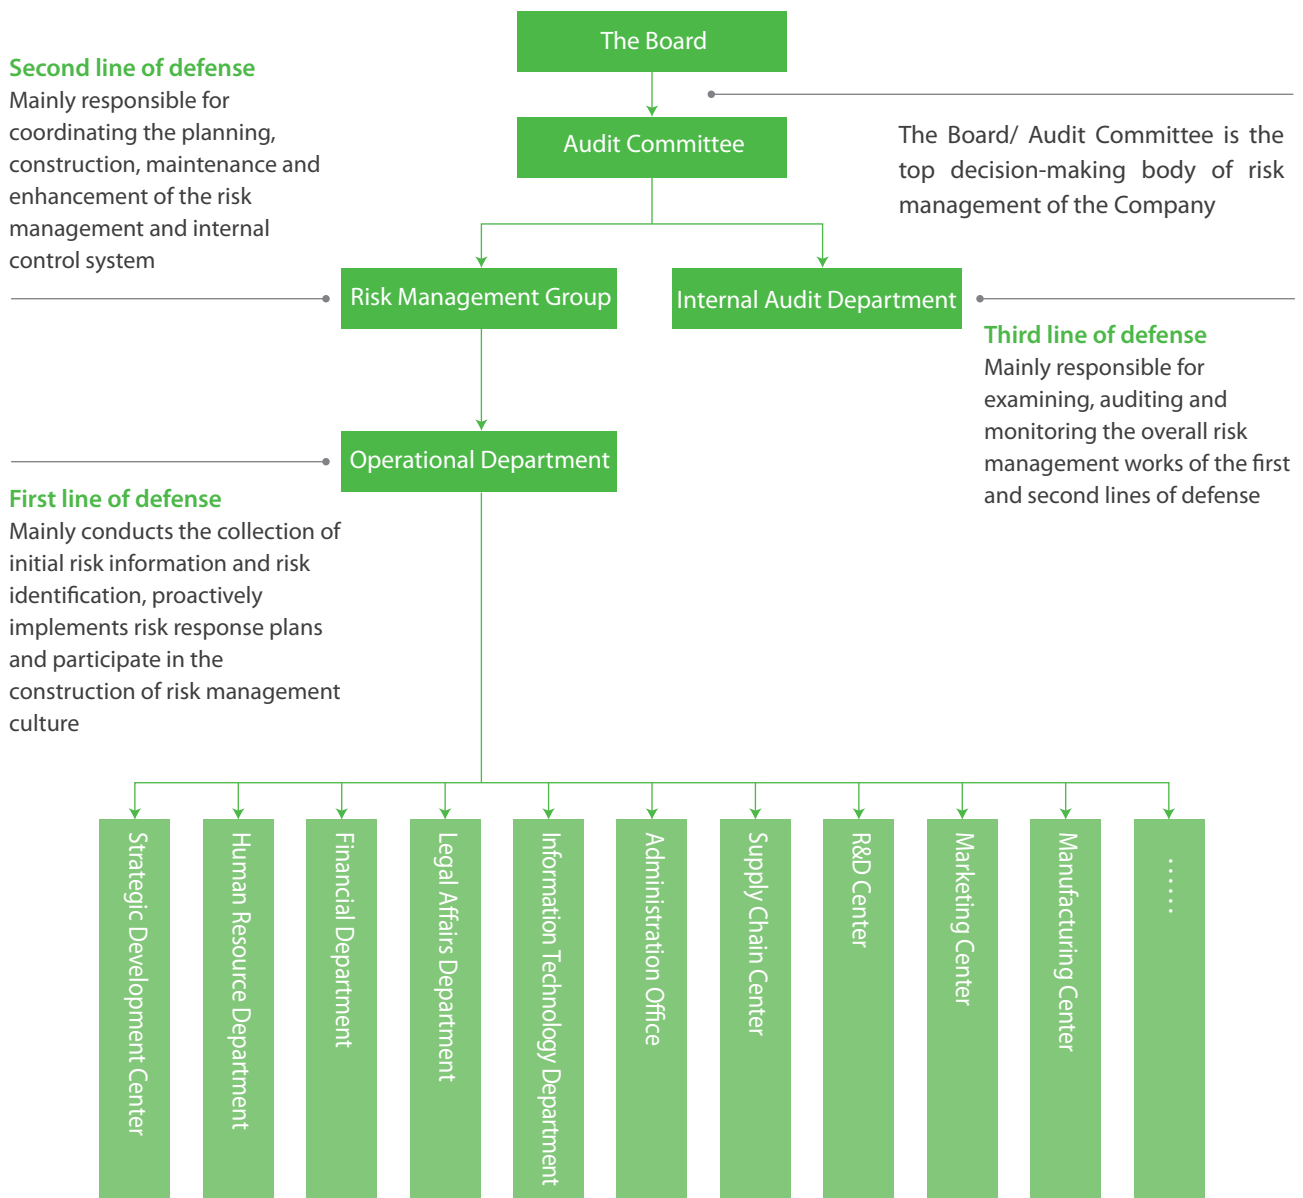 The Board
Second line of defense
Mainly responsible for
coordinating the planning,
construction, maintenance and
enhancement of the risk
management and internal
control system
Audit Committee
The Board/ Audit Committee is the
top decision-making body of risk
management of the Company
Risk Management Group
Internal Audit Department
Third line of defense
Mainly responsible for
examining, auditing and
monitoring the overall risk
management works of the first
and second lines of defense
Operational Department
First line of defense
Mainly conducts the collection of
initial risk information and risk
identification, proactively
implements risk response plans
and participate in the
construction of risk management
culture
Strategic Development Center
Human Resource Department
Financial Department
Legal Affairs Department
Information Technology Department
Administration Office
Supply Chain Center
R&D Center
Marketing Center
Manufacturing Center
......